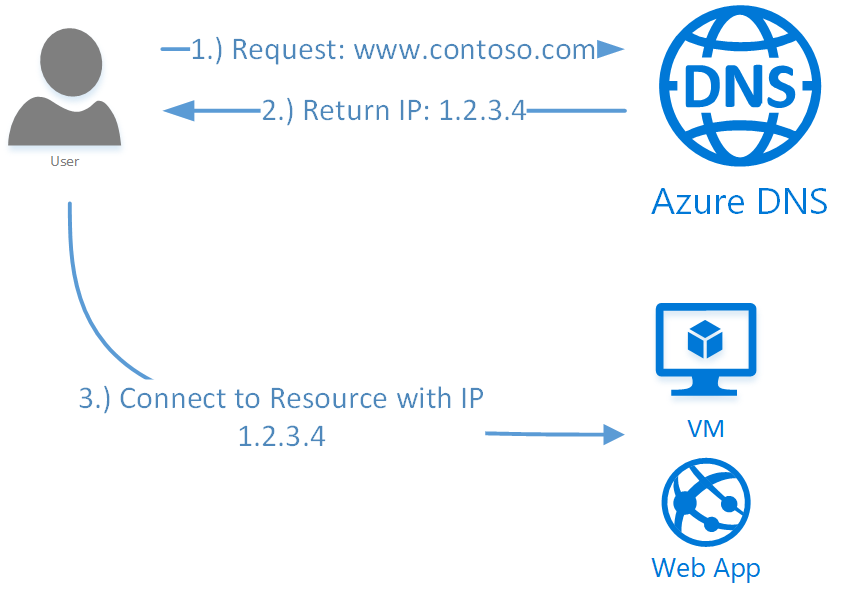 1.) Request: www.contoso.com
DNS
2.) Return IP: 1.2.3.4
User
Azure DNS
3.) Connect to Resource with IP
1.2.3.4
VM
Web App